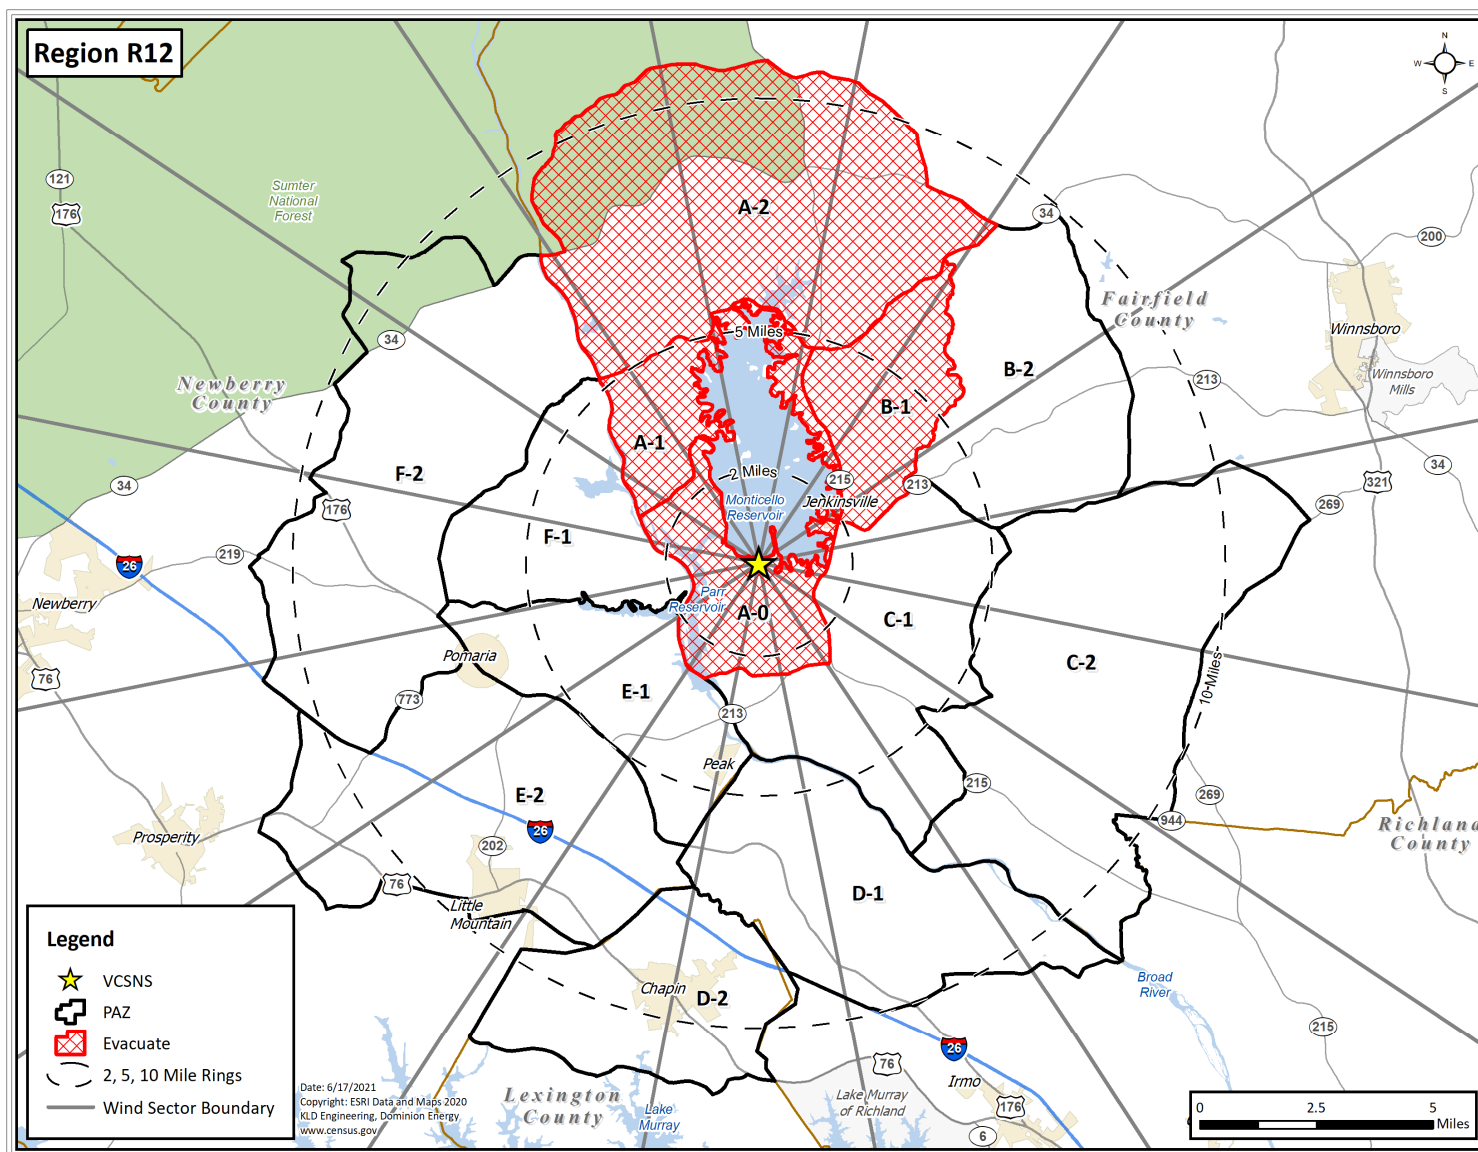 Region R12
N
W E
S
121
176
Sumter
National
Forest
A-2
34
200
Fairfield
County
Winnsboro
Winnsboro
Mills
34
5 Miles
Newberry
County
B-2
213
B-1
A-1
F-2
2 Miles
215
213
34
321
34
Monticello
Reservoir
Jenkinsville
269
176
F-1
219
26
Newberry
Parr
Reservoir
A-0
C-1
Pomaria
C-2
76
E-1
10 Miles
773
213
Peak
215
E-2
269
26
944
Richland
County
Prosperity
202
76
D-1
Little
Mountain
Chapin
D-2
Broad
River
215
26
76
Irmo
176
6
Lake Murray
of Richland
Lexington
County
Lake
Murray
Legend
VCSNS
PAZ
Evacuate
2, 5, 10 Mile Rings
Wind Sector Boundary
Date: 6/17/2021
Copyright: ESRI Data and Maps 2020
KLD Engineering, Dominion Energy
www.census.gov
0 2.5 5
Miles